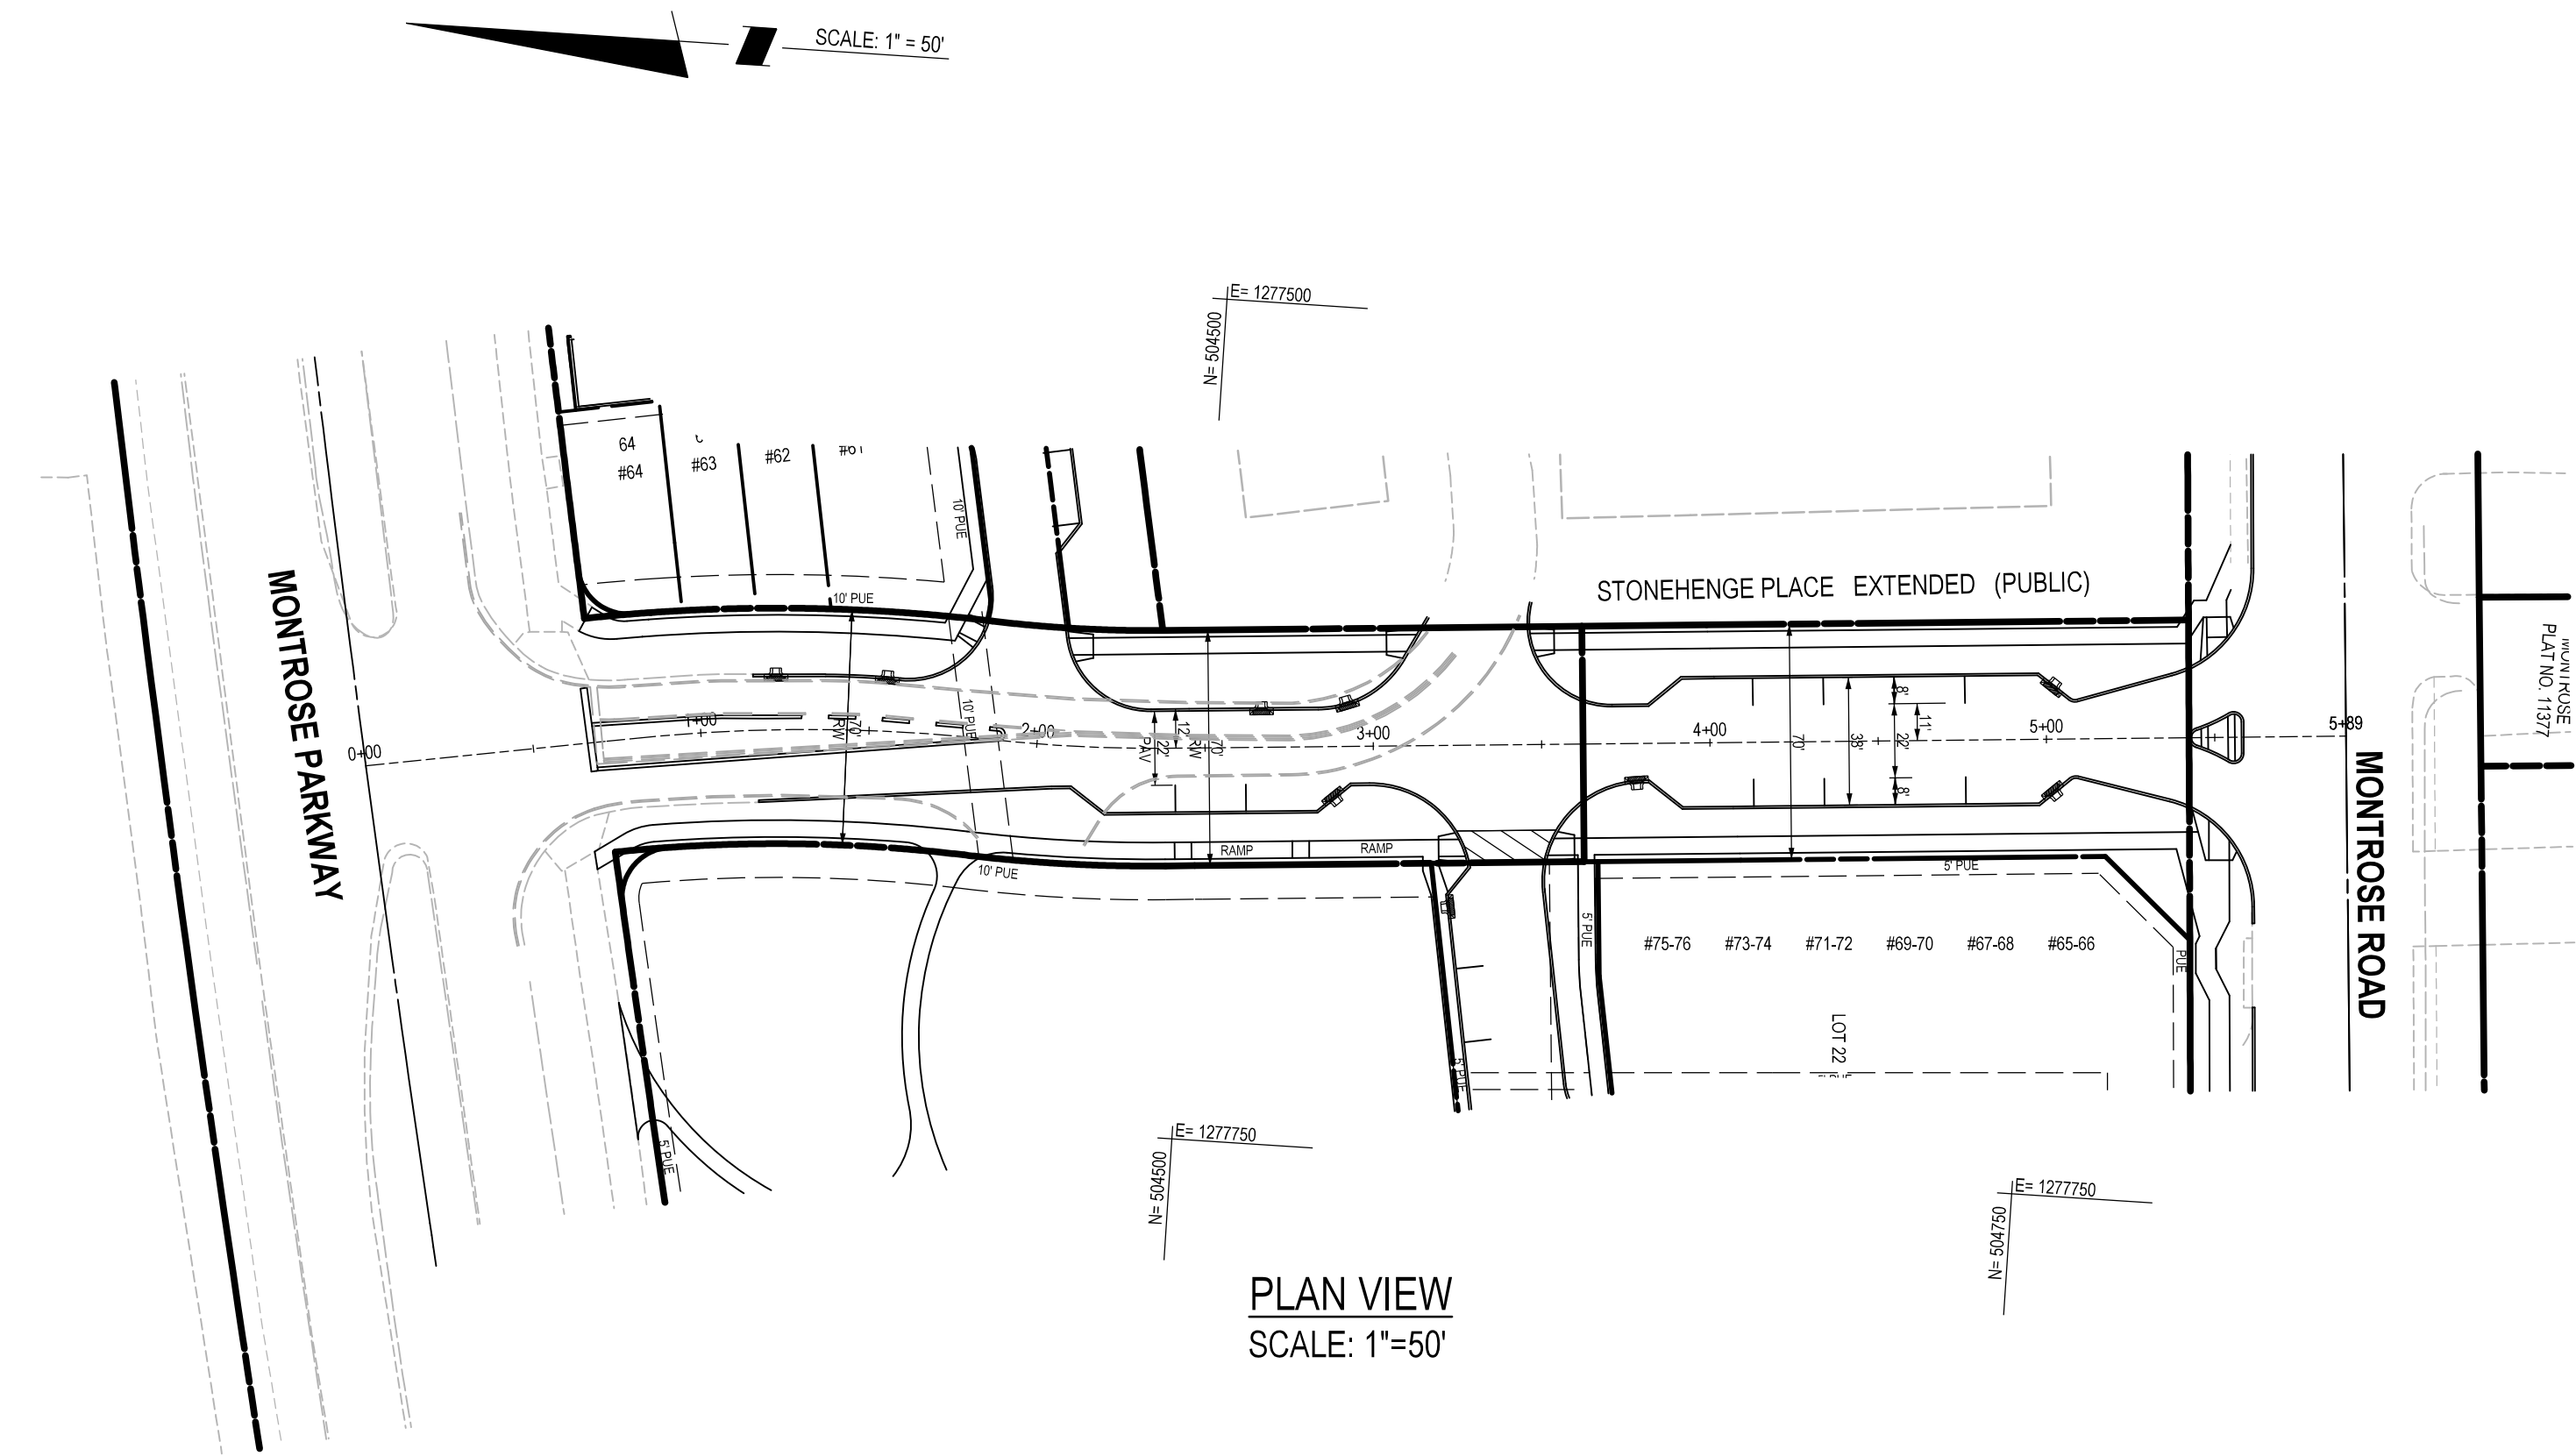 SCALE: 1" = 50'
E= 1277500
N= 504500
64
#64
#63
#62
10' PUE
STONEHENGE PLACE   EXTENDED   (PUBLIC)
10' PUE
MONTROSE PARKWAY
0+00
1+00
70'
RW
10' PUE
2+00
22'
PAV
12'
70'
RW
3+00
4+00
70'
38'
8'
22'
8'
11'
5+00
5+89
MONTROSE ROAD
PLAT NO. 11377
RAMP
RAMP
10' PUE
5' PUE
5' PUE
#75-76
#73-74
#71-72
#69-70
#67-68
#65-66
PUE
LOT 22
5' PUE
5' PUE
E= 1277750
N= 504500
E= 1277750
N= 504750
PLAN VIEW
SCALE: 1"=50'